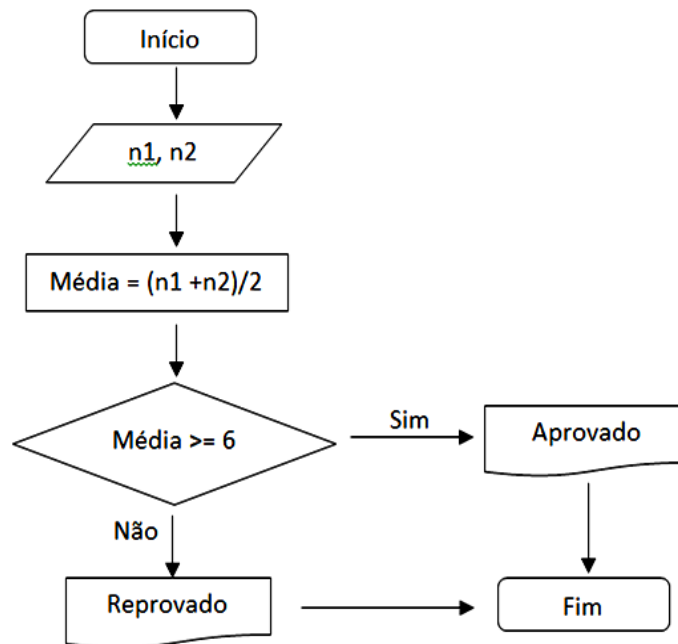 Início
n1, n2
Média = (n1 +n2)/2
Média >= 6
Sim
Aprovado
Não
Reprovado
Fim